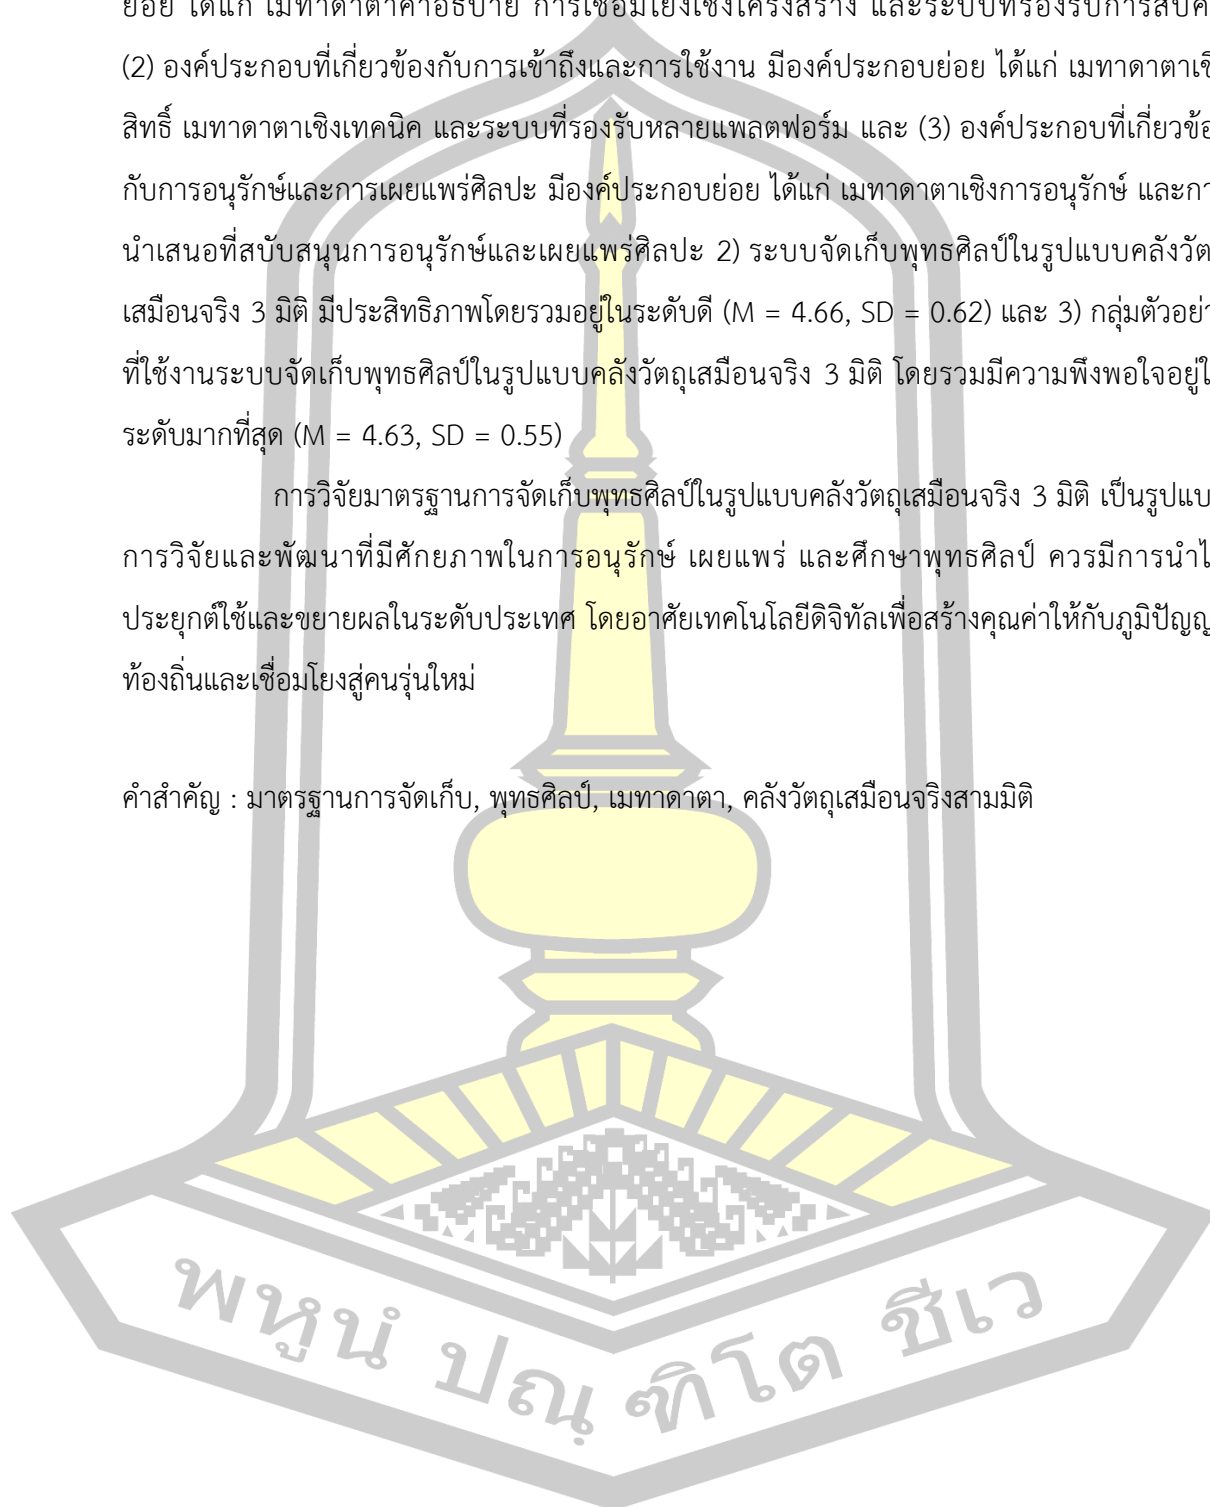 ย่อย ได้แก่ เมทาดาตาคำอธิบาย การเชื่อมโยงเชิงโครงสร้าง และระบบที่รองรับการสืบค้
(2) องค์ประกอบที่เกี่ยวข้องกับการเข้าถึงและการใช้งาน มีองค์ประกอบย่อย ได้แก่ เมทาดาตาเชิ
สิทธิ์ เมทาดาตาเชิงเทคนิค และระบบที่รองรับหลายแพลตฟอร์ม และ (3) องค์ประกอบที่เกี่ยวข้อ
กับการอนุรักษ์และการเผยแพร่ศิลปะ มีองค์ประกอบย่อย ได้แก่ เมทาดาตาเชิงการอนุรักษ์ และกา
นำเสนอที่สนับสนุนการอนุรักษ์และเผยแพร่ศิลปะ 2) ระบบจัดเก็บพุทธศิลป์ในรูปแบบคลังวัต
เสมือนจริง 3 มิติ มีประสิทธิภาพโดยรวมอยู่ในระดับดี (M = 4.66, SD = 0.62) และ 3) กลุ่มตัวอย่า
ที่ใช้งานระบบจัดเก็บพุทธศิลป์ในรูปแบบคลังวัตถุเสมือนจริง 3 มิติ โดยรวมมีความพึงพอใจอยู่ใ
ระดับมากที่สุด (M = 4.63, SD = 0.55)
การวิจัยมาตรฐานการจัดเก็บพุทธศิลป์ในรูปแบบคลังวัตถุเสมือนจริง 3 มิติ เป็นรูปแบ
การวิจัยและพัฒนาที่มีศักยภาพในการอนุรักษ์ เผยแพร่ และศึกษาพุทธศิลป์ ควรมีการนำไ
ประยุกต์ใช้และขยายผลในระดับประเทศ โดยอาศัยเทคโนโลยีดิจิทัลเพื่อสร้างคุณค่าให้กับภูมิปัญญ
ท้องถิ่นและเชื่อมโยงสู่คนรุ่นใหม่
คำสำคัญ : มาตรฐานการจัดเก็บ, พุทธศิลป์, เมทาดาตา, คลังวัตถุเสมือนจริงสามมิติ
พหูนํ ปณฺฑิโต ชีเว